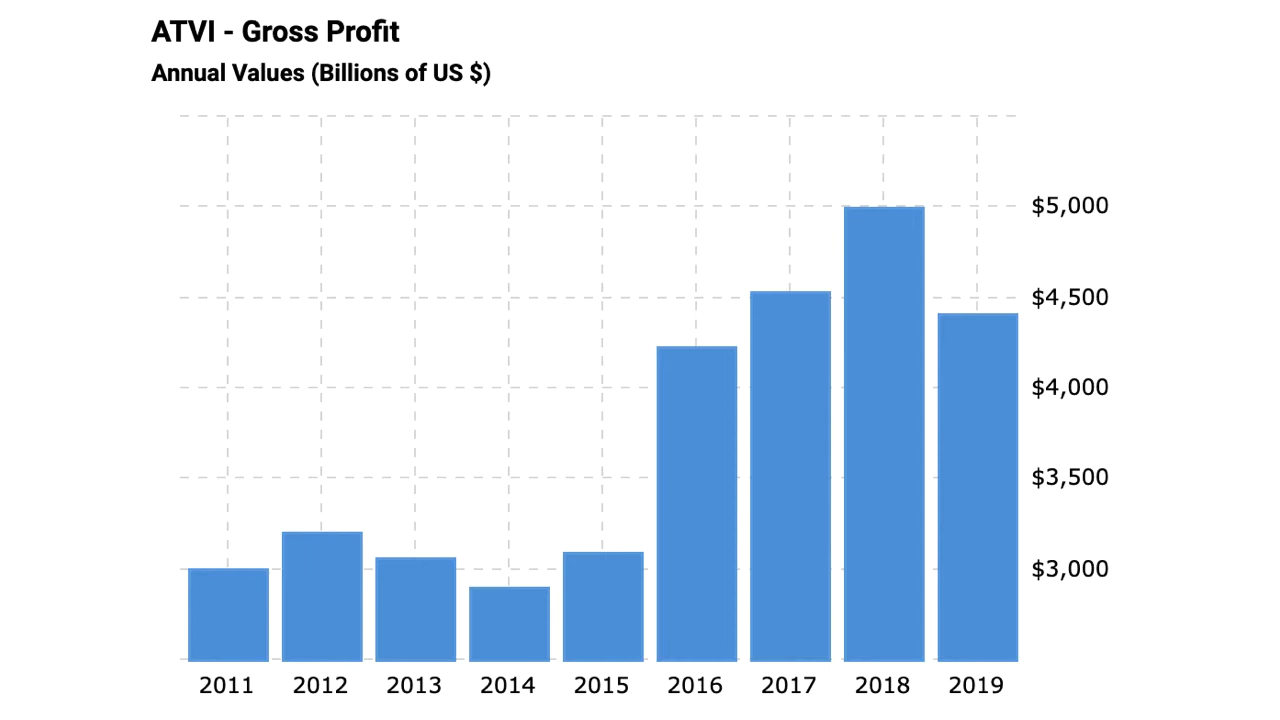 ATVI - Gross Profit
Annual Values (Billions of US $)
$5,000
$4,500
$4,000
$3,500
$3,000
2011 2012 2013 2014 2015 2016 2017 2018 2019